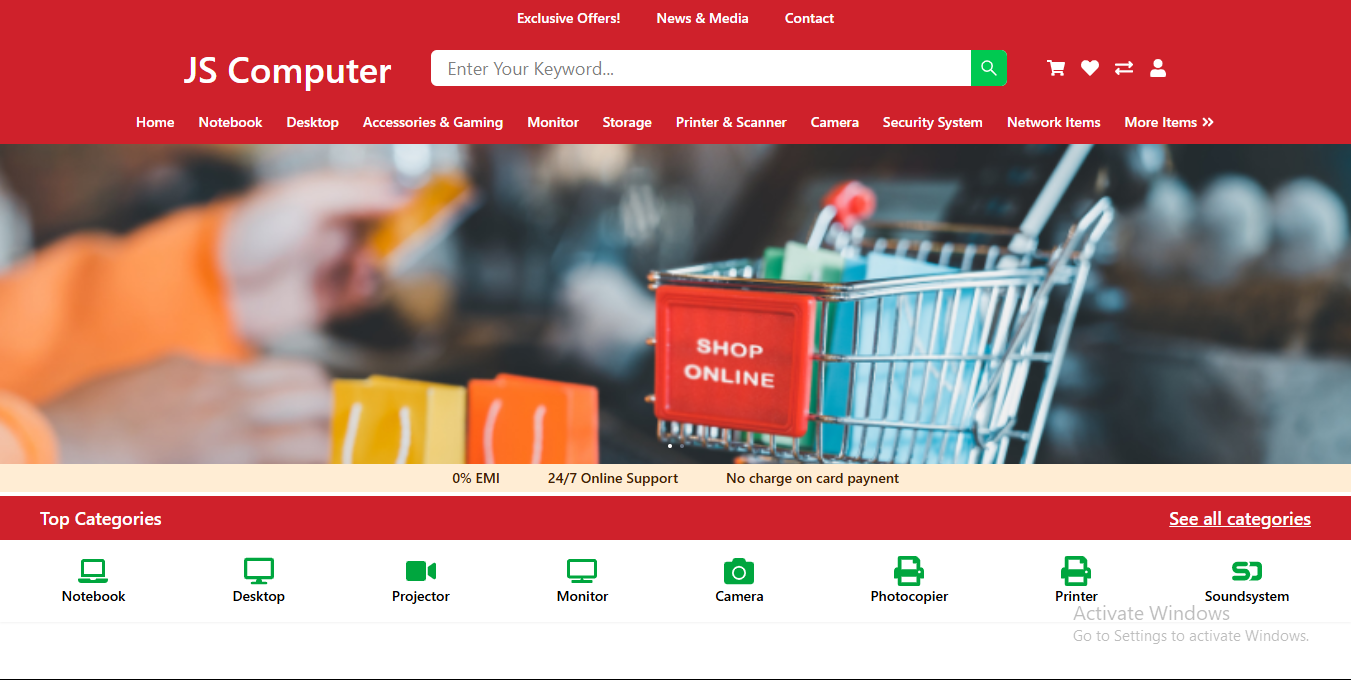 Exclusive Offers! News & Media Contact
JS Computer Enter Your Keyword...
Home Notebook Desktop Accessories & Gaming Monitor Storage Printer & Scanner Camera Security System Network Items More Items
SHOP
ONLINE
0% EMI 24/7 Online Support No charge on card paynent
Top Categories See all categories
Notebook Desktop Projector Monitor Camera Photocopier Printer Soundsystem
Activate Windows
Go to Settings to activate Windows.